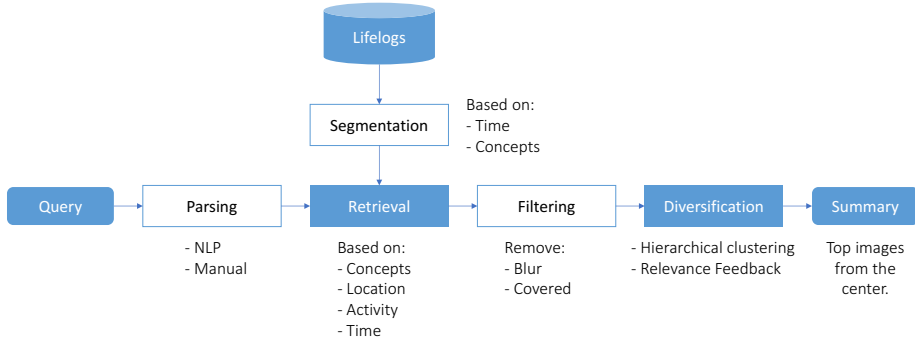 Lifelogs
Segmentation
Based on:
- Time
- Concepts
Query
Parsing
Retrieval
Filtering
Diversification
Summary
- NLP
- Manual
Based on:
- Concepts
- Location
- Activity
- Time
Remove:
- Blur
- Covered
- Hierarchical clustering
- Relevance Feedback
Top images
from the
center.